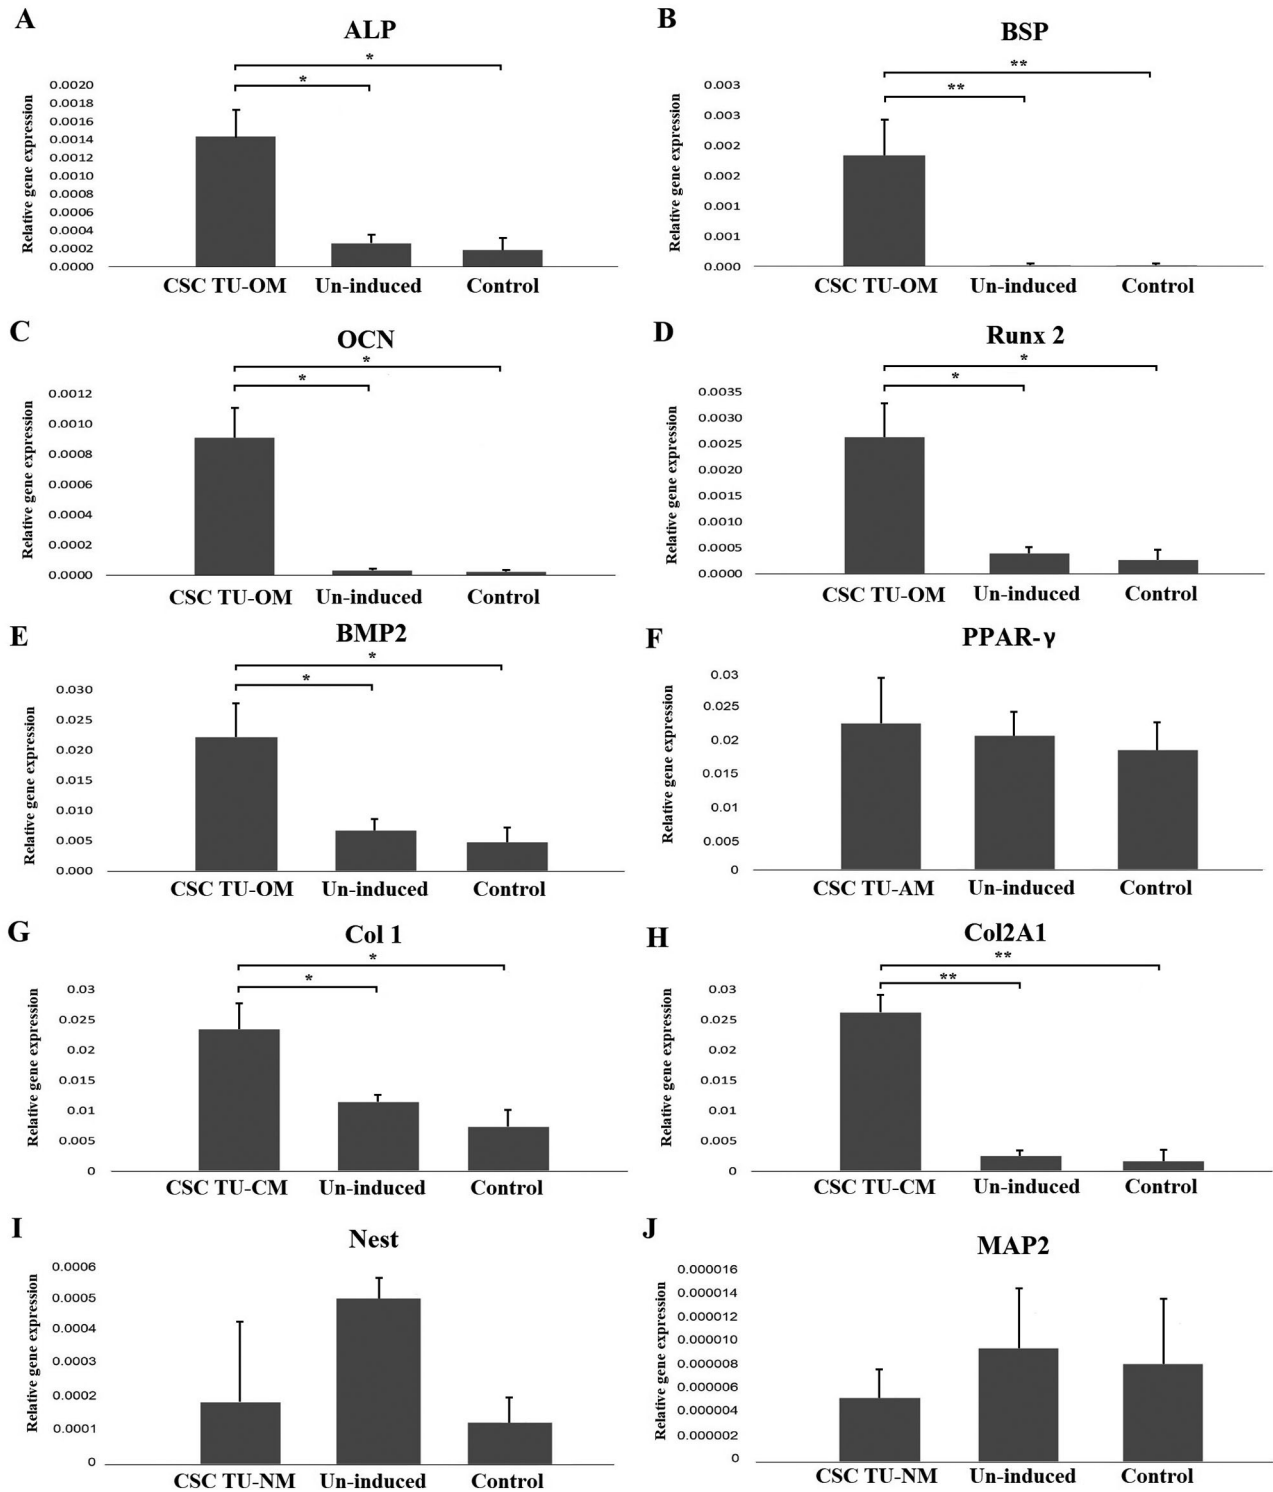 A
ALP
*
*
Relative gene expression
0.0020
0.0018
0.0016
0.0014
0.0012
0.0010
0.0008
0.0006
0.0004
0.0002
0.0000
CSC TU-OM Un-induced Control
B
BSP
**
**
Relative gene expression
0.003
0.003
0.002
0.002
0.001
0.001
0.000
CSC TU-OM Un-induced Control
C
OCN
*
*
Relative gene expression
0.0012
0.0010
0.0008
0.0006
0.0004
0.0002
0.0000
CSC TU-OM Un-induced Control
D
Runx 2
*
*
Relative gene expression
0.0035
0.0030
0.0025
0.0020
0.0015
0.0010
0.0005
0.0000
CSC TU-OM Un-induced Control
E
BMP2
*
*
Relative gene expression
0.030
0.025
0.020
0.015
0.010
0.005
0.000
CSC TU-OM Un-induced Control
F
PPAR-γ
Relative gene expression
0.03
0.025
0.02
0.015
0.01
0.005
0
CSC TU-AM Un-induced Control
G
Col 1
*
*
Relative gene expression
0.03
0.025
0.02
0.015
0.01
0.005
0
CSC TU-CM Un-induced Control
H
Col2A1
**
**
Relative gene expression
0.03
0.025
0.02
0.015
0.01
0.005
0
CSC TU-CM Un-induced Control
I
Nest
Relative gene expression
0.0006
0.0005
0.0004
0.0003
0.0002
0.0001
0
CSC TU-NM Un-induced Control
J
MAP2
Relative gene expression
0.000016
0.000014
0.000012
0.000010
0.000008
0.000006
0.000004
0.000002
0
CSC TU-NM Un-induced Control